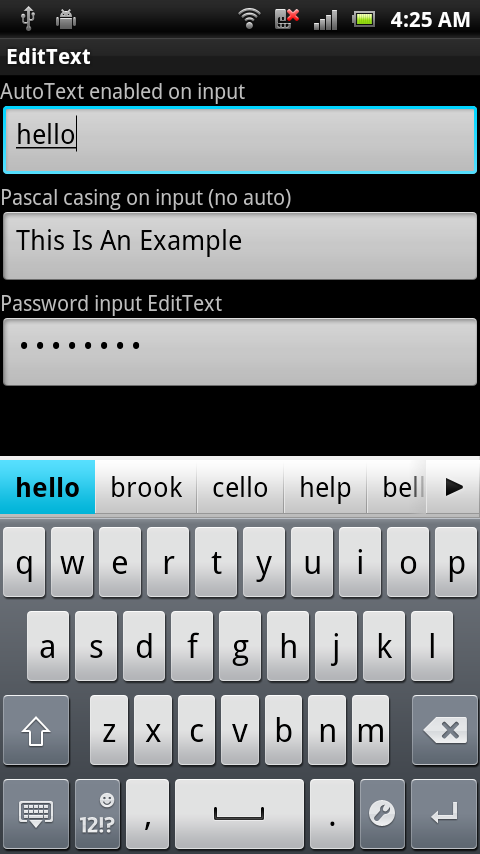 4:25 AM
EditText
AutoText enabled on input
hello
Pascal casing on input (no auto)
This Is An Example
Password input EditText
••••••••
hello brook cello help bell
q w e r t y u i o p
a s d f g h j k l
z x c v b n m
12!? , .